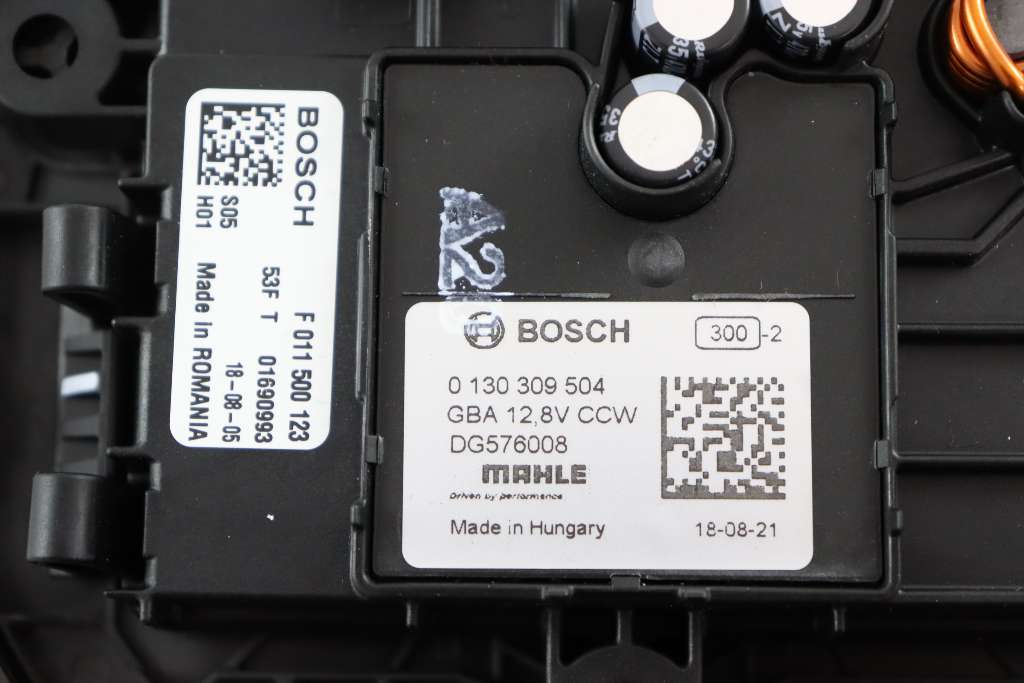 BOSCH
S05
H01
F 011 500 123
53F T 01690993
18-08-05
Made in ROMANIA
A2
BOSCH
300 -2
0 130 309 504
GBA 12,8V CCW
DG576008
MAHLE
Driven by performance
Made in Hungary
18-08-21